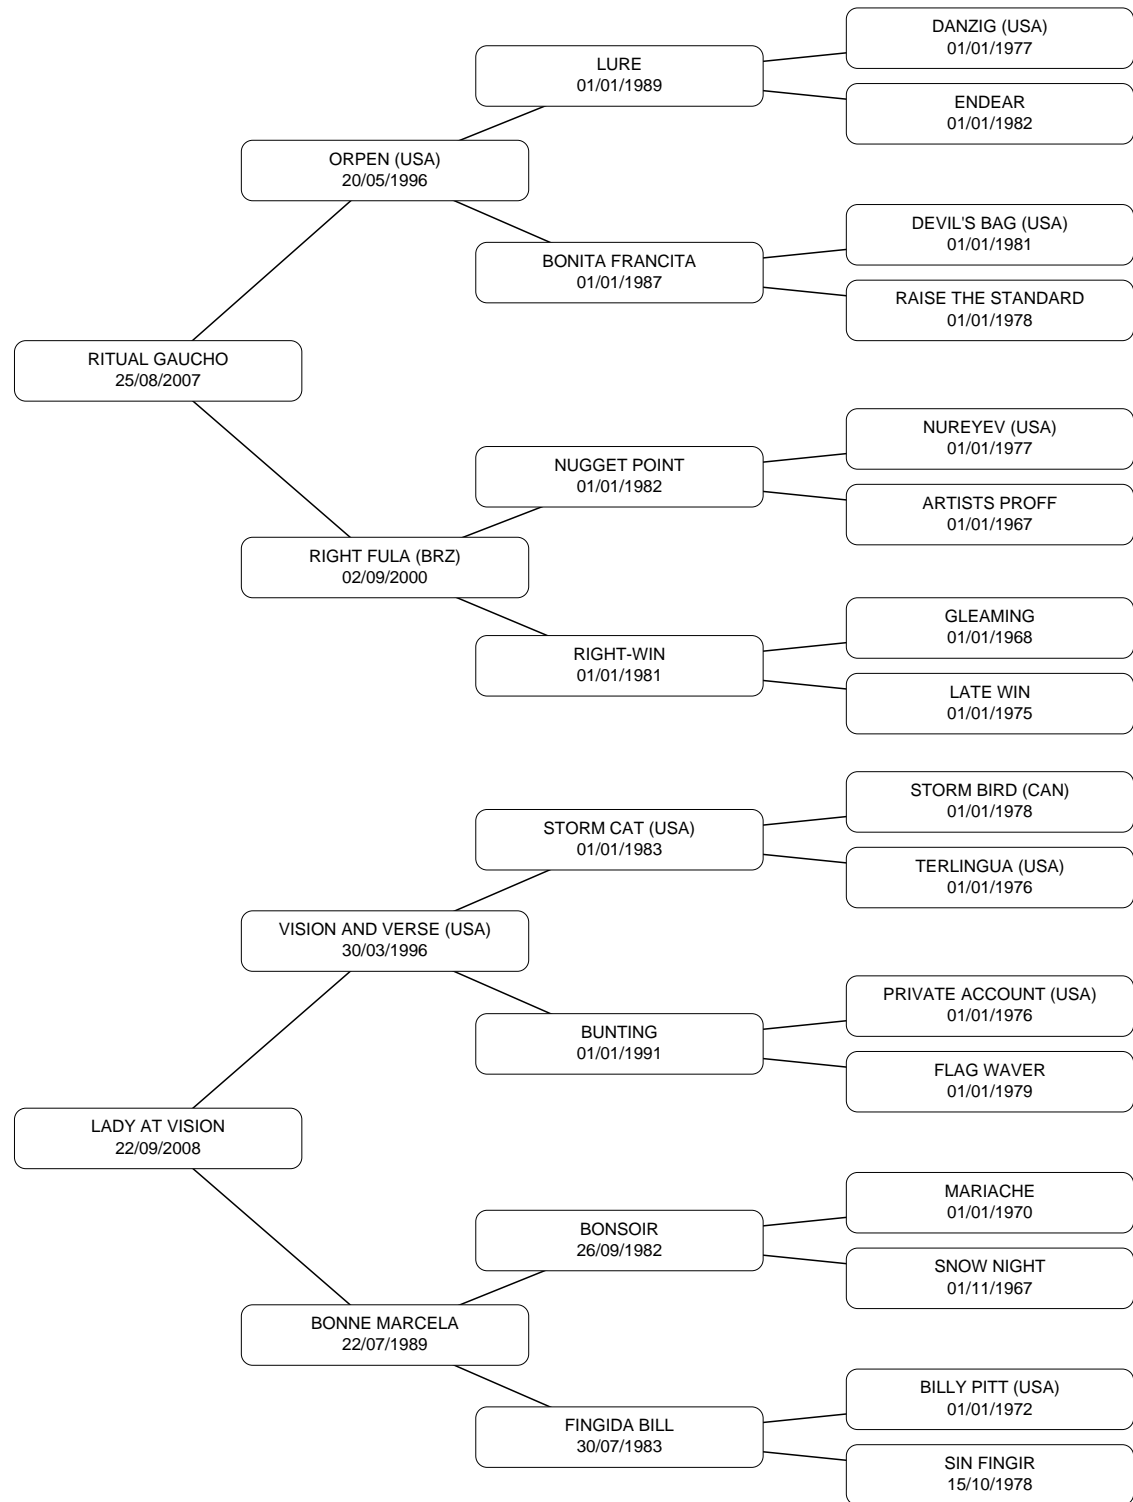 DANZIG (USA)
01/01/1977
LURE
01/01/1989
ENDEAR
01/01/1982
ORPEN (USA)
20/05/1996
DEVIL'S BAG (USA)
01/01/1981
BONITA FRANCITA
01/01/1987
RAISE THE STANDARD
01/01/1978
RITUAL GAUCHO
25/08/2007
NUREYEV (USA)
01/01/1977
NUGGET POINT
01/01/1982
ARTISTS PROFF
01/01/1967
RIGHT FULA (BRZ)
02/09/2000
GLEAMING
01/01/1968
RIGHT-WIN
01/01/1981
LATE WIN
01/01/1975
STORM BIRD (CAN)
01/01/1978
STORM CAT (USA)
01/01/1983
TERLINGUA (USA)
01/01/1976
VISION AND VERSE (USA)
30/03/1996
PRIVATE ACCOUNT (USA)
01/01/1976
BUNTING
01/01/1991
FLAG WAVER
01/01/1979
LADY AT VISION
22/09/2008
MARIACHE
01/01/1970
BONSOIR
26/09/1982
SNOW NIGHT
01/11/1967
BONNE MARCELA
22/07/1989
BILLY PITT (USA)
01/01/1972
FINGIDA BILL
30/07/1983
SIN FINGIR
15/10/1978